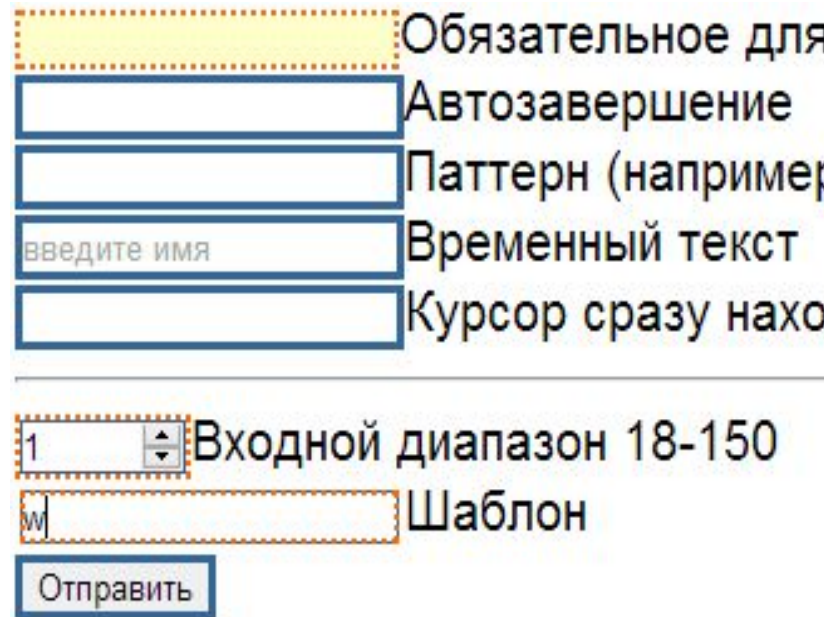 Обязательное для
Автозавершение
Паттерн (например
введите имя Временный текст
Курсор сразу нахо
1 Входной диапазон 18-150
w Шаблон
Отправить